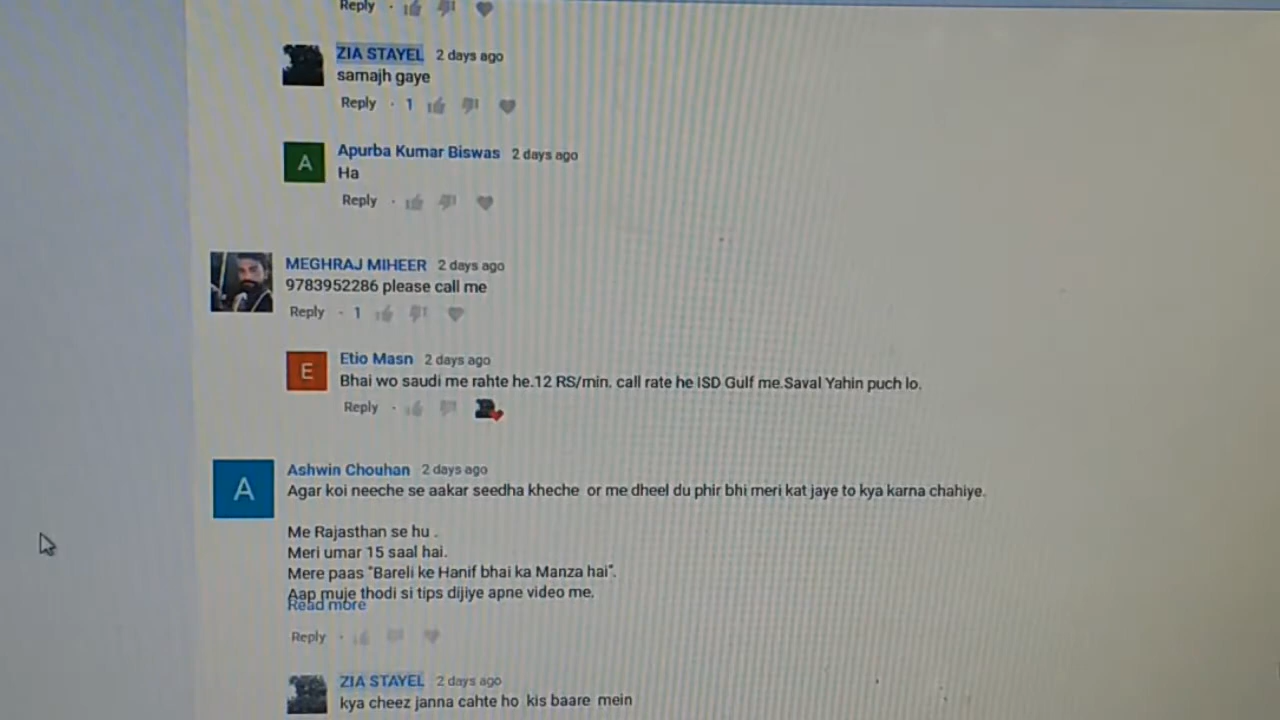 Reply
ZIA STAYEL 2 days ago
samajh gaye
Reply · 1
A
Apurba Kumar Biswas 2 days ago
Ha
Reply ·
MEGHRAJ MIHEER 2 days ago
9783952286 please call me
Reply · 1
E
Etio Masn 2 days ago
Bhai wo saudi me rahte he.12 RS/min. call rate he ISD Gulf me.Saval Yahin puch lo.
Reply ·
A
Ashwin Chouhan 2 days ago
Agar koi neeche se aakar seedha kheche or me dheel du phir bhi meri kat jaye to kya karna chahiye.
Me Rajasthan se hu .
Meri umar 15 saal hai.
Mere paas "Bareli ke Hanif bhai ka Manza hai".
Aap muje thodi si tips dijiye apne video me.
Read more
Reply ·
ZIA STAYEL 2 days ago
kya cheez janna cahte ho kis baare mein